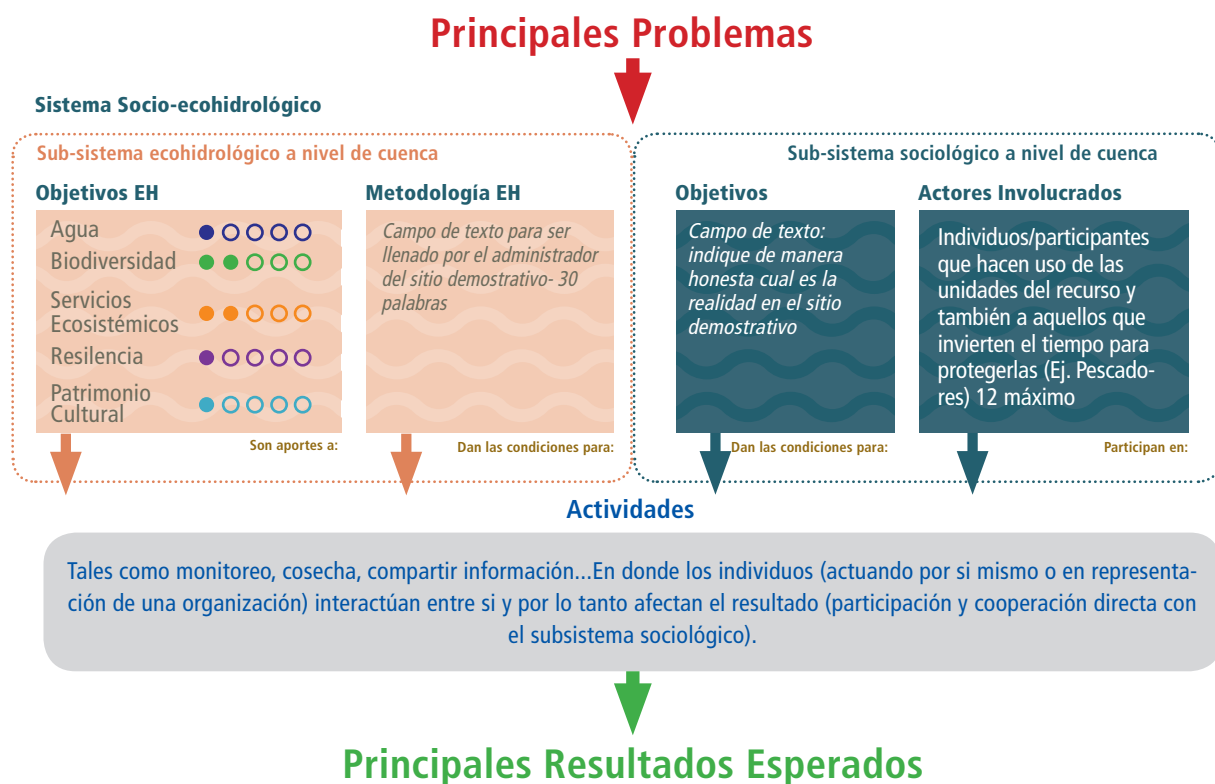 Principales Problemas
Sistema Socio-ecohidrológico
Sub-sistema ecohidrológico a nivel de cuenca
Objetivos EH
Agua
Biodiversidad
Servicios
Ecosistémicos
Resilencia
Patrimonio
Cultural
Son aportes a:
Metodología EH
Campo de texto para ser
llenado por el administrador
del sitio demostrativo- 30
palabras
Dan las condiciones para:
Sub-sistema sociológico a nivel de cuenca
Objetivos
Campo de texto:
indique de manera
honesta cual es la
realidad en el sitio
demostrativo
Dan las condiciones para:
Actores Involucrados
Individuos/participantes
que hacen uso de las
unidades del recurso y
también a aquellos que
invierten el tiempo para
protegerlas (Ej. Pescado-
res) 12 máximo
Participan en:
Actividades
Tales como monitoreo, cosecha, compartir información...En donde los individuos (actuando por si mismo o en representa-
ción de una organización) interactúan entre si y por lo tanto afectan el resultado (participación y cooperación directa con
el subsistema sociológico).
Principales Resultados Esperados